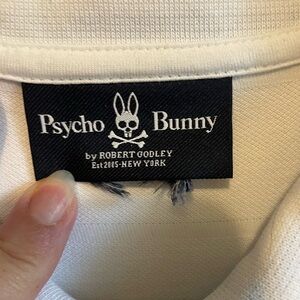 Psycho Bunny
by ROBERT GODLEY
Est 2005-NEW YORK